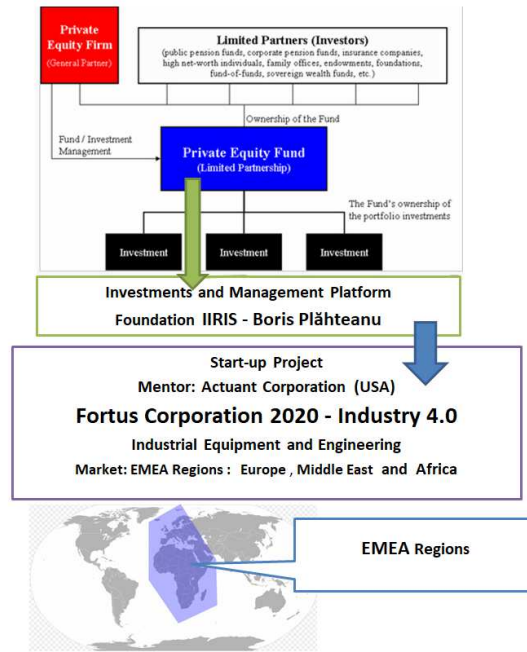 Private
Equity Firm
(General Partner)
Limited Partners (Investors)
(public pension funds, corporate pension funds, insurance companies,
high net-worth individuals, family offices, endowments, foundations,
fund-of-funds, sovereign wealth funds, etc.)
Ownership of the Fund
Fund / Investment
Management
Private Equity Fund
(Limited Partnership)
The Fund's ownership of
the portfolio investments
Investment
Investment
Investment
Investments and Management Platform
Foundation IIRIS - Boris Plăhteanu
Start-up Project
Mentor: Actuant Corporation (USA)
Fortus Corporation 2020 - Industry 4.0
Industrial Equipment and Engineering
Market: EMEA Regions : Europe , Middle East and Africa
EMEA Regions